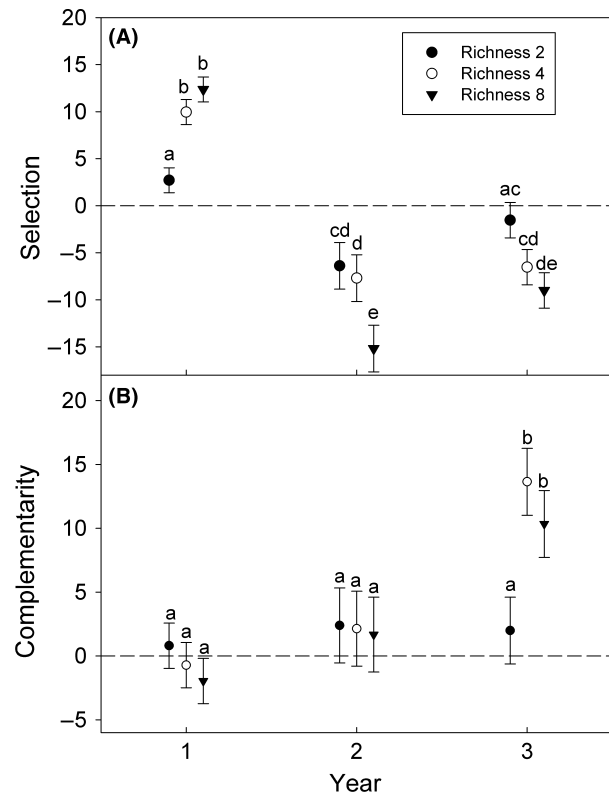 (A)
Richness 2
Richness 4
Richness 8
20
15
10
5
0
–5
–10
–15
Selection
a
b
b
cd
d
e
ac
cd
de
(B)
20
15
10
5
0
–5
Complementarity
a
a
a
a
a
a
a
b
b
1
2
3
Year